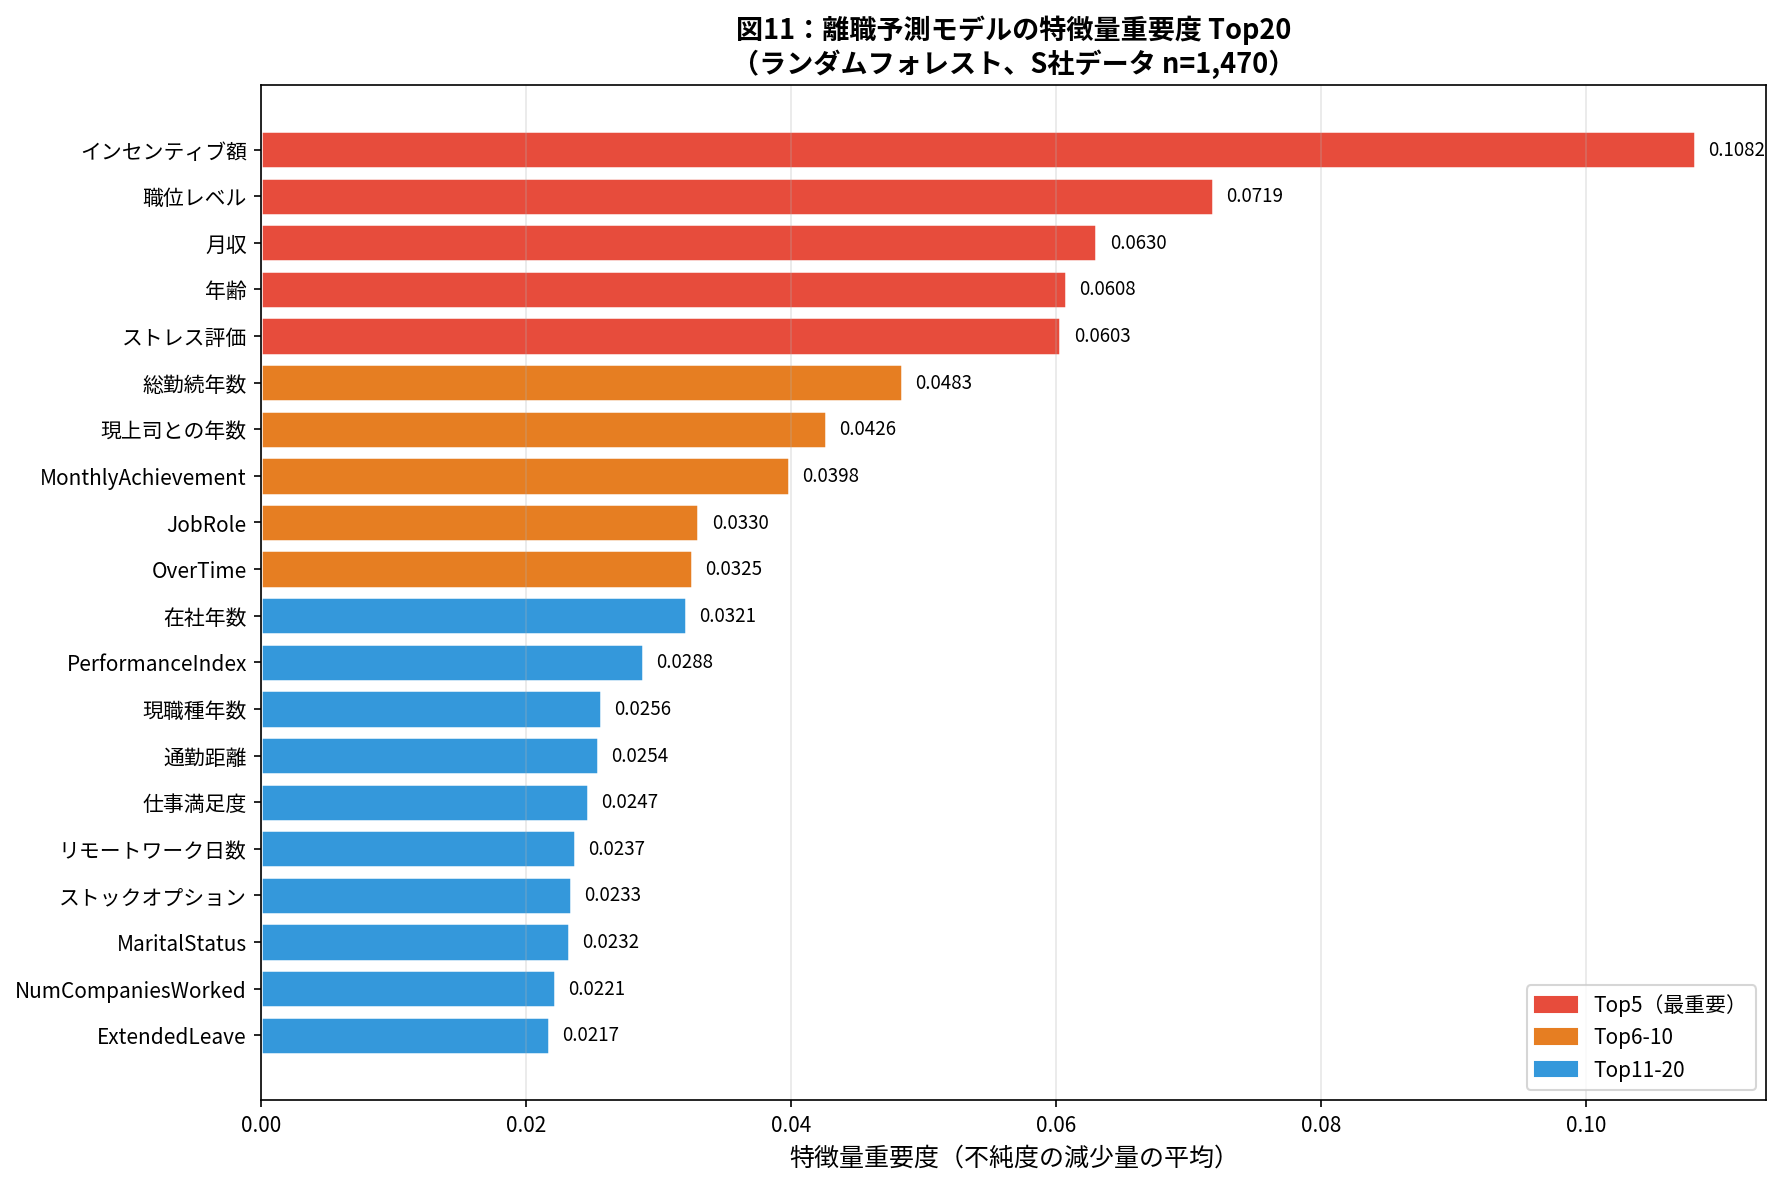 図11：離職予測モデルの特徴量重要度 Top20
（ランダムフォレスト、S社データ n=1,470）
インセンティブ額 0.1082
職位レベル 0.0719
月収 0.0630
年齢 0.0608
ストレス評価 0.0603
総勤続年数 0.0483
現上司との年数 0.0426
MonthlyAchievement 0.0398
JobRole 0.0330
OverTime 0.0325
在社年数 0.0321
PerformanceIndex 0.0288
現職種年数 0.0256
通勤距離 0.0254
仕事満足度 0.0247
リモートワーク日数 0.0237
ストックオプション 0.0233
MaritalStatus 0.0232
NumCompaniesWorked 0.0221
ExtendedLeave 0.0217
Top5（最重要）
Top6-10
Top11-20
0.00 0.02 0.04 0.06 0.08 0.10
特徴量重要度（不純度の減少量の平均）